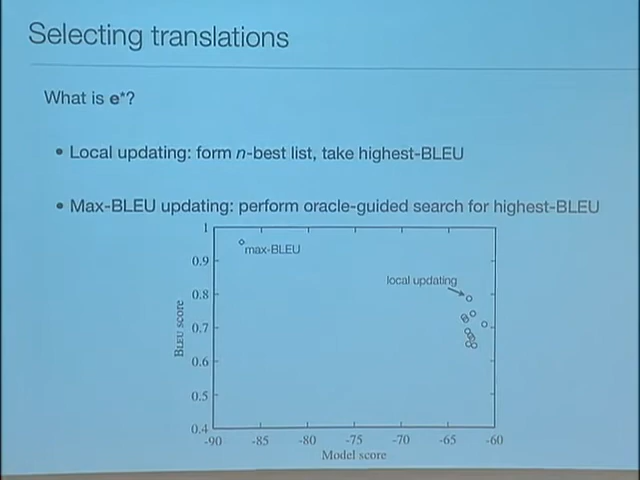 Selecting translations
What is e*?
• Local updating: form n-best list, take highest-BLEU
• Max-BLEU updating: perform oracle-guided search for highest-BLEU
1
max-BLEU
0.9
local updating
0.8
0.7
0.6
0.5
0.4
BLEU score
-90 -85 -80 -75 -70 -65 -60
Model score